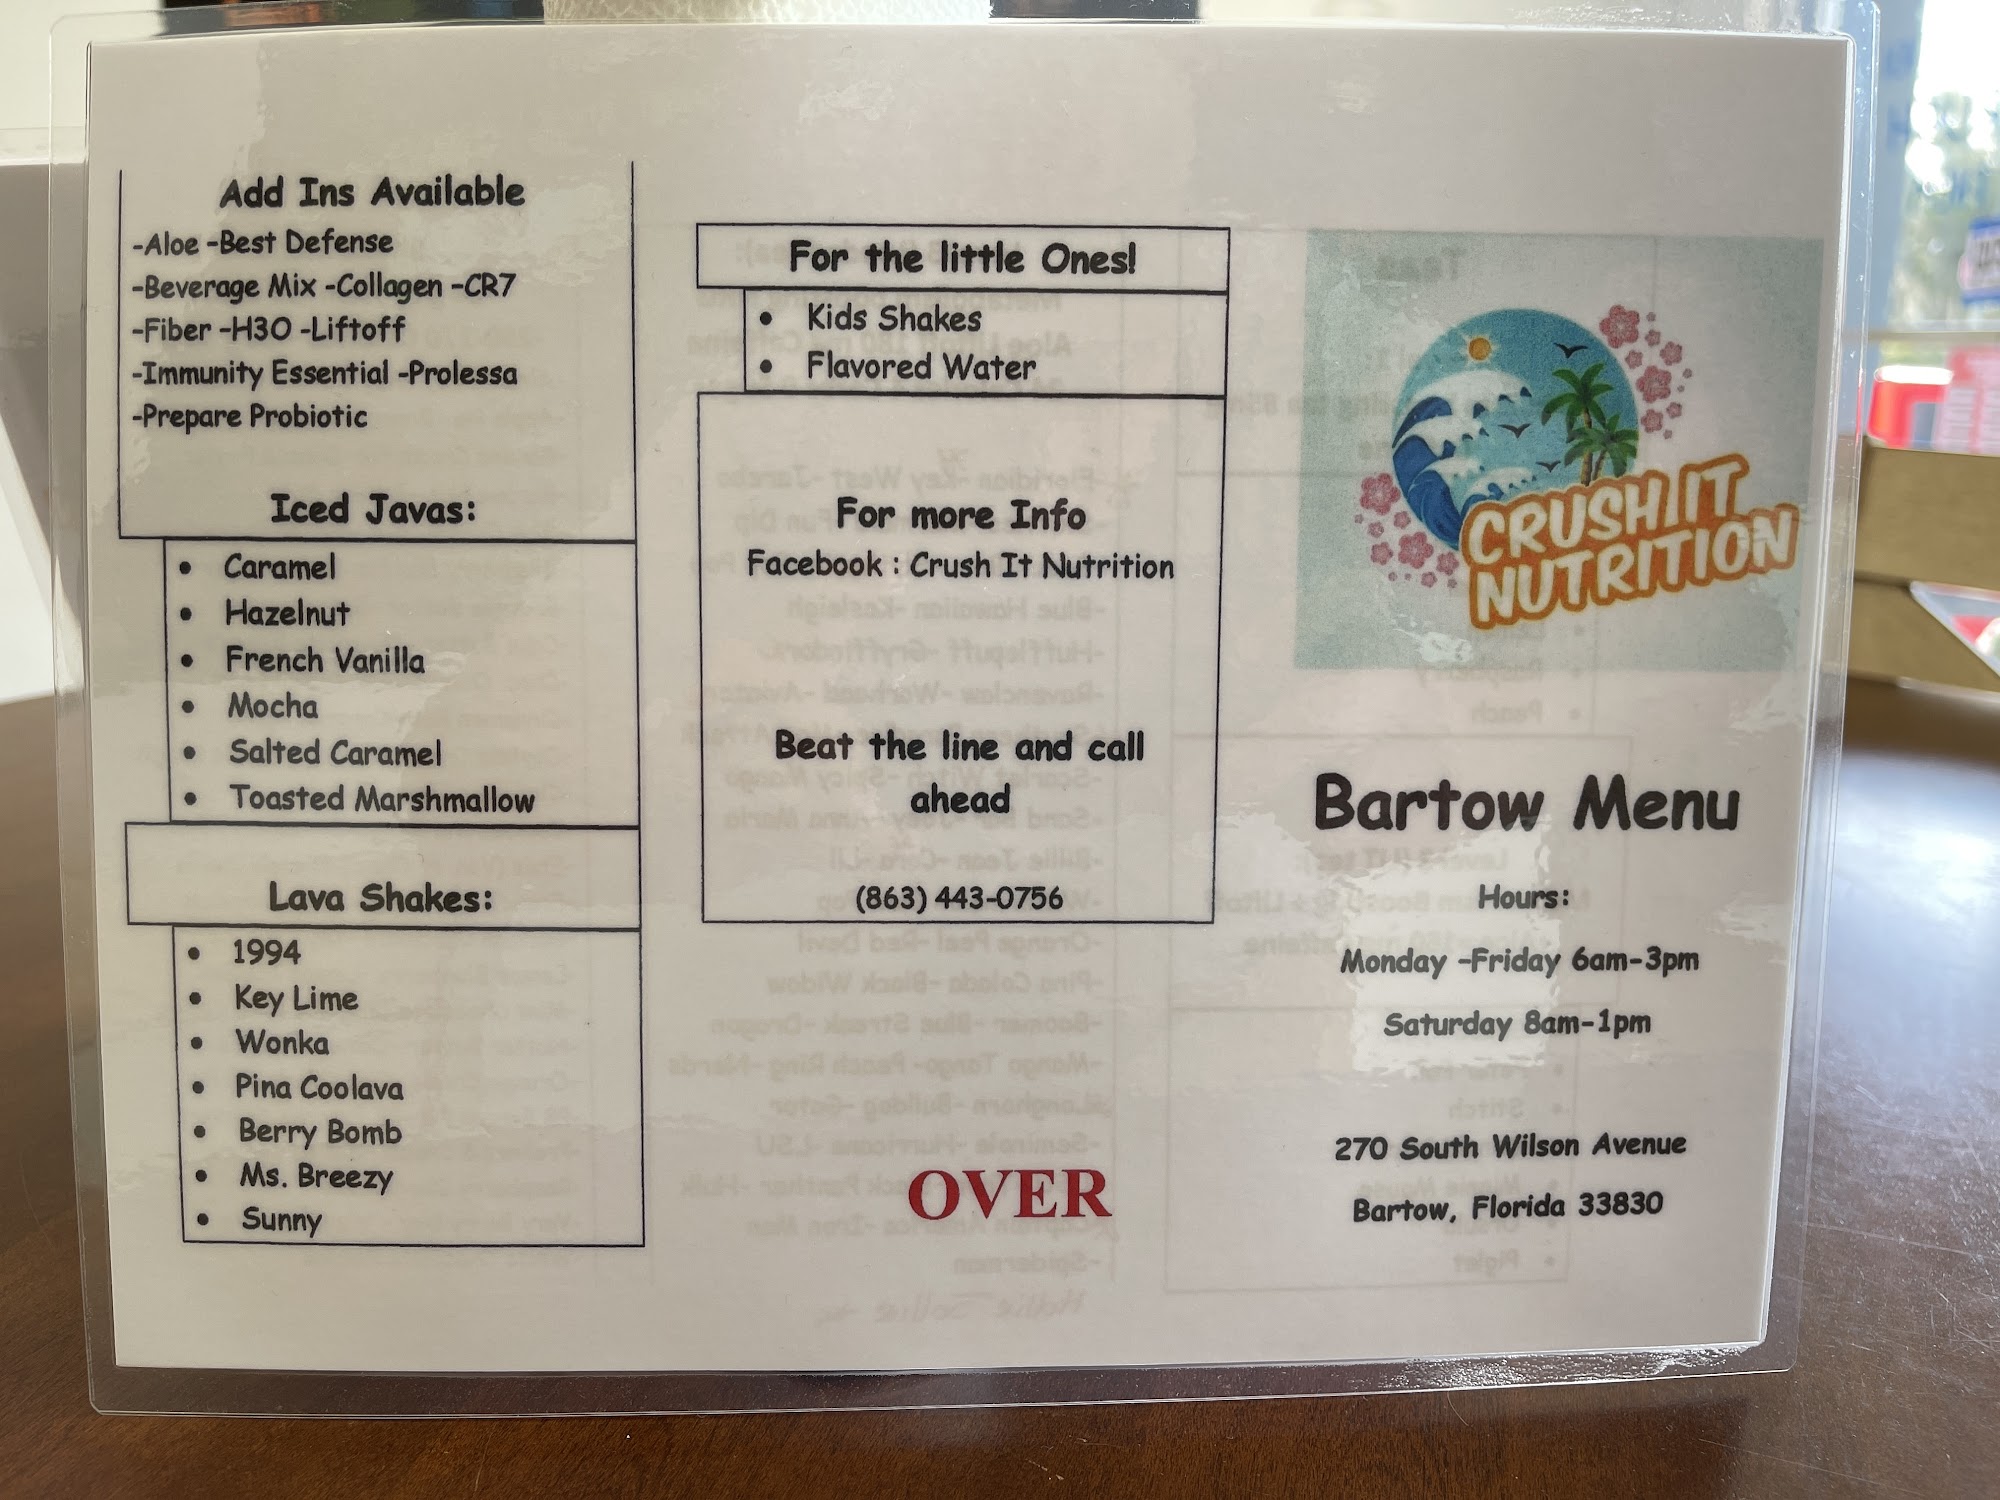 Add Ins Available
-Aloe -Best Defense
-Beverage Mix -Collagen -CR7
-Fiber -H3O -Liftoff
-Immunity Essential -Prolessa
-Prepare Probiotic
Iced Javas:
• Caramel
• Hazelnut
• French Vanilla
• Mocha
• Salted Caramel
• Toasted Marshmallow
Lava Shakes:
• 1994
• Key Lime
• Wonka
• Pina Coolava
• Berry Bomb
• Ms. Breezy
• Sunny
For the little Ones!
• Kids Shakes
• Flavored Water
For more Info
Facebook : Crush It Nutrition
Beat the line and call
ahead
(863) 443-0756
OVER
CRUSH IT
NUTRITION
Bartow Menu
Hours:
Monday -Friday 6am-3pm
Saturday 8am-1pm
270 South Wilson Avenue
Bartow, Florida 33830